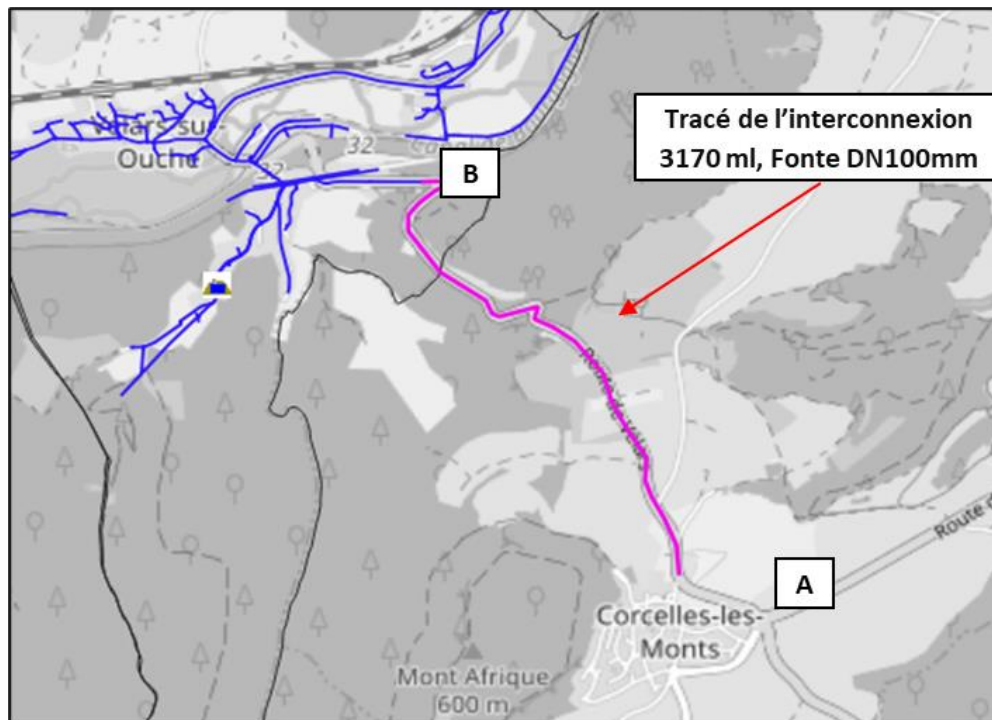 Tracé de l’interconnexion
3170 ml, Fonte DN100mm
Ouche
32
B
A
Route d
Corcelles-les-
Monts
Mont Afrique
600 m